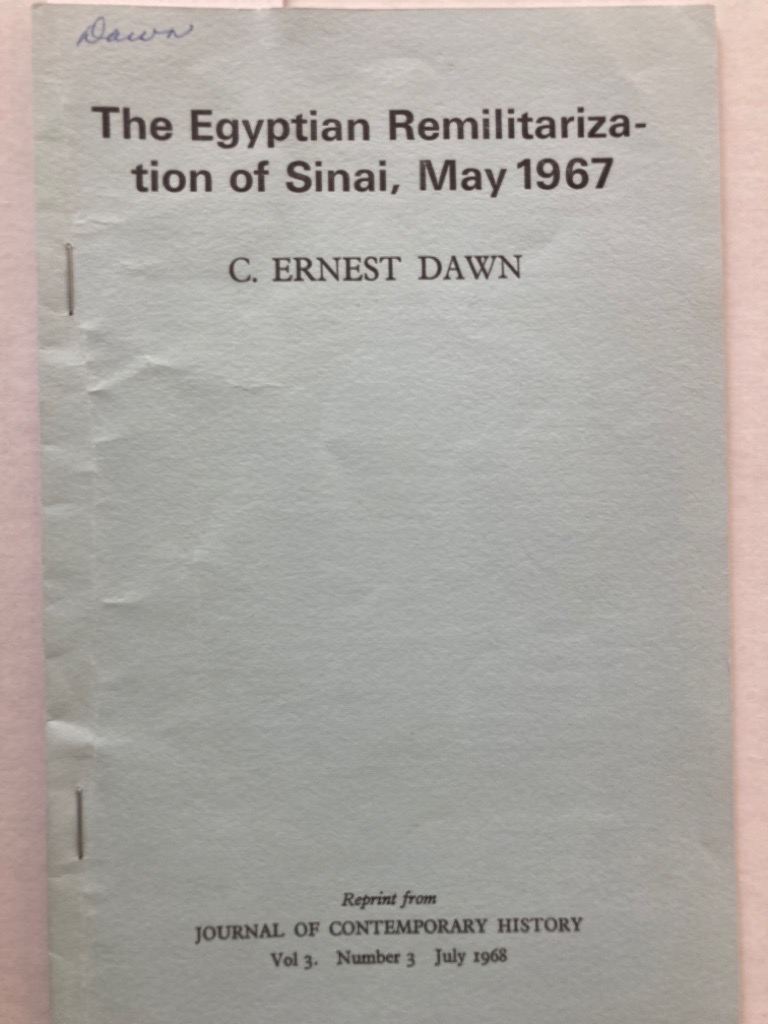 Dawn
The Egyptian Remilitariza-
tion of Sinai, May 1967
C. ERNEST DAWN
Reprint from
JOURNAL OF CONTEMPORARY HISTORY
Vol 3. Number 3 July 1968